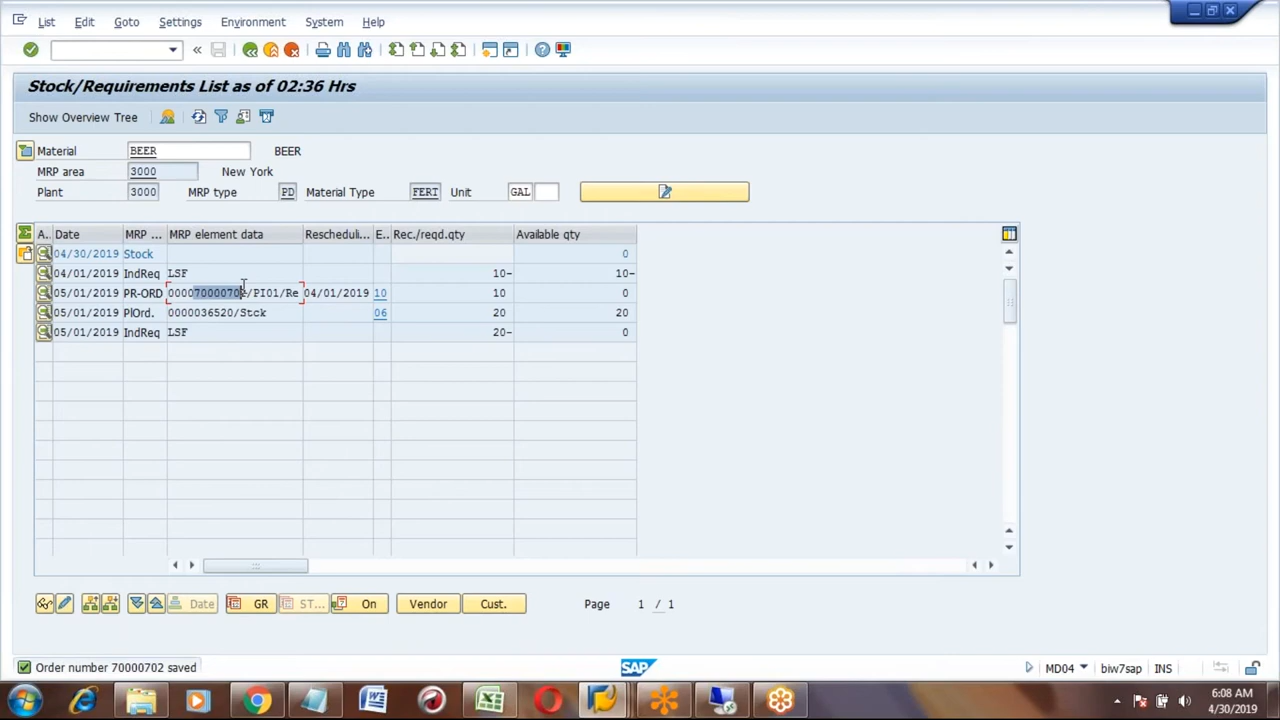 List Edit Goto Settings Environment System Help
Stock/Requirements List as of 02:36 Hrs
Show Overview Tree
Material BEER BEER
MRP area 3000 New York
Plant 3000 MRP type PD Material Type FERT Unit GAL
A.. Date MRP ... MRP element data Rescheduli... E.. Rec./reqd.qty Available qty
04/30/2019 Stock 0
04/01/2019 IndReq LSF 10- 10-
05/01/2019 PR-ORD 000070000702/PI01/Re 04/01/2019 10 10 0
05/01/2019 PlOrd. 0000036520/Stck 06 20 20
05/01/2019 IndReq LSF 20- 0
Date GR ST... On Vendor Cust. Page 1 / 1
Order number 70000702 saved SAP MD04 biw7sap INS
6:08 AM
4/30/2019